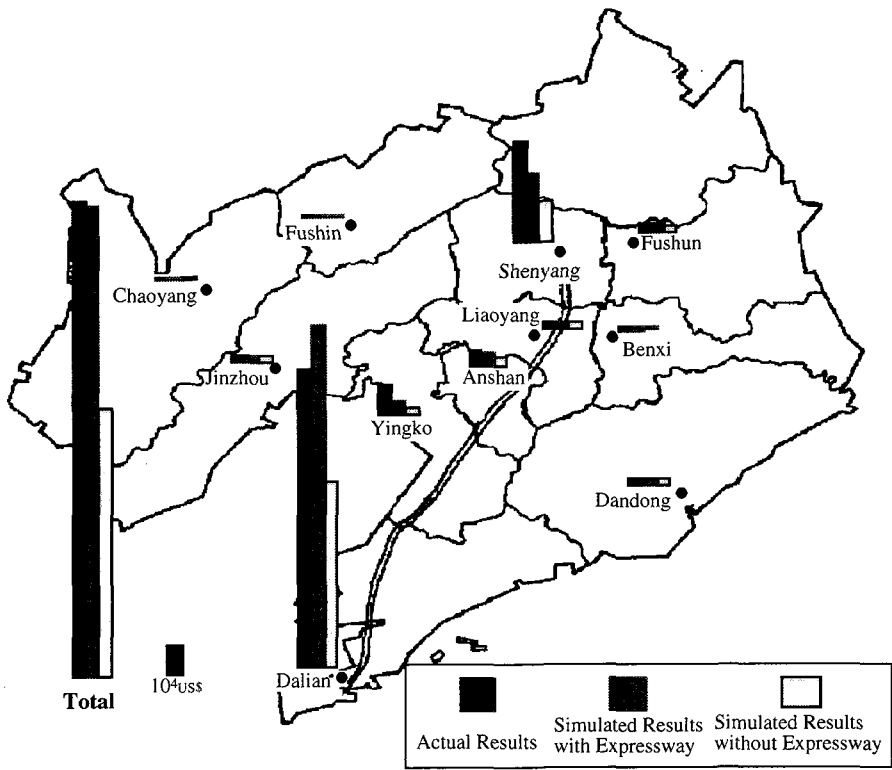 Fushin
Fushun
Shenyang
Chaoyang
Liaoyang
Benxi
Jinzhou
Anshan
Yingko
Dandong
Dalian
10⁴US$
Total
Actual Results
Simulated Results
with Expressway
Simulated Results
without Expressway